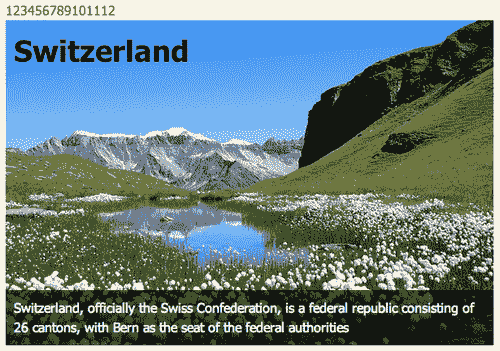 123456789101112
Switzerland
Switzerland, officially the Swiss Confederation, is a federal republic consisting of
26 cantons, with Bern as the seat of the federal authorities